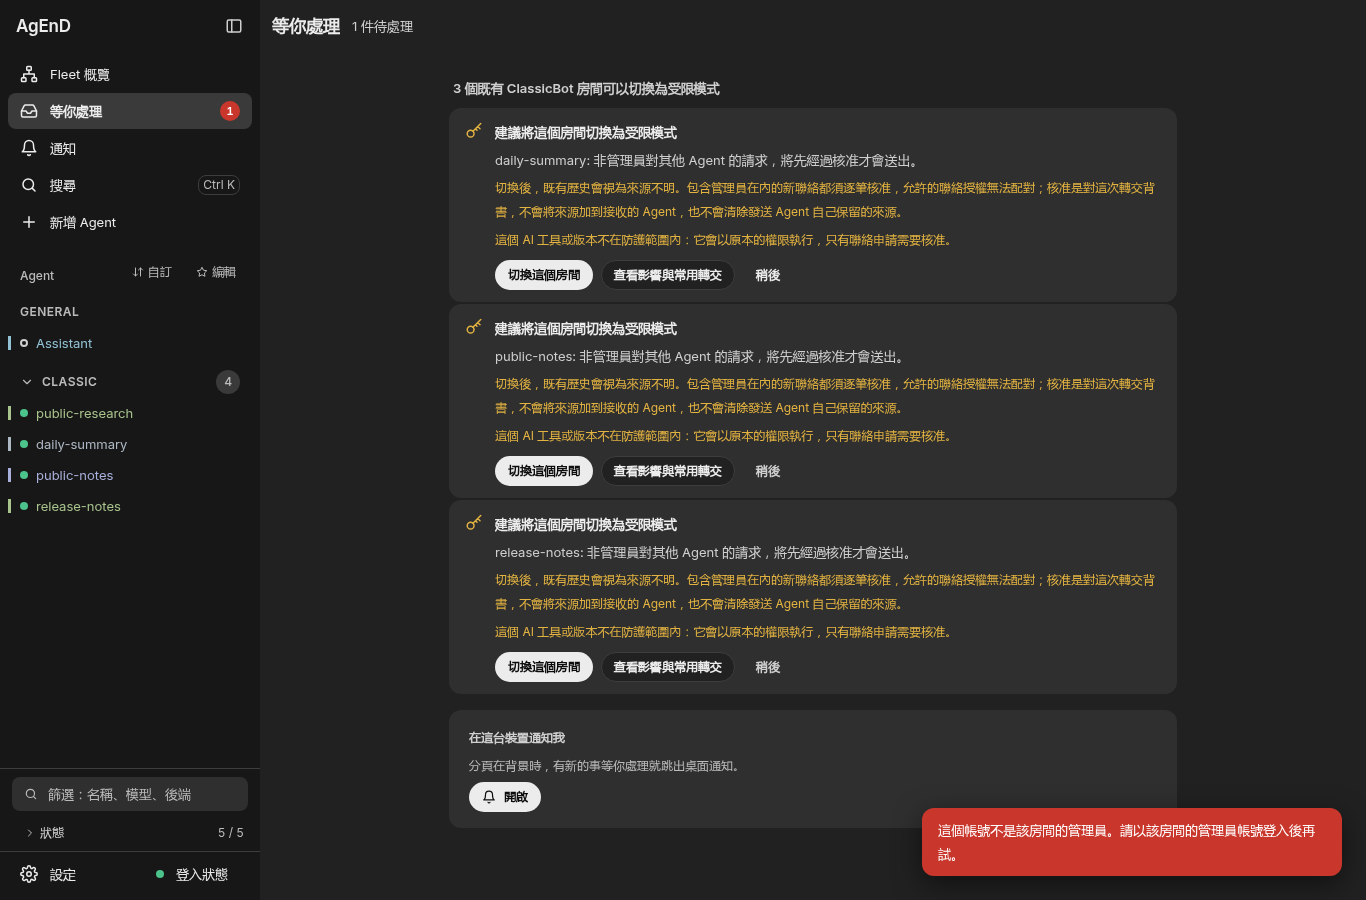 AgEnD
Fleet 概覽
等你處理
1
通知
搜尋
Ctrl K
新增 Agent
Agent
自訂
編輯
GENERAL
Assistant
CLASSIC
4
public-research
daily-summary
public-notes
release-notes
篩選：名稱、模型、後端
狀態
5 / 5
設定
登入狀態
等你處理
1 件待處理
3 個既有 ClassicBot 房間可以切換為受限模式
建議將這個房間切換為受限模式
daily-summary: 非管理員對其他 Agent 的請求，將先經過核准才會送出。
切換後，既有歷史會視為來源不明。包含管理員在內的新聯絡都須逐筆核准，允許的聯絡授權無法配對；核准是對這次轉交背
書，不會將來源加到接收的 Agent，也不會清除發送 Agent 自己保留的來源。
這個 AI 工具或版本不在防護範圍內：它會以原本的權限執行，只有聯絡申請需要核准。
切換這個房間
查看影響與常用轉交
稍後
建議將這個房間切換為受限模式
public-notes: 非管理員對其他 Agent 的請求，將先經過核准才會送出。
切換後，既有歷史會視為來源不明。包含管理員在內的新聯絡都須逐筆核准，允許的聯絡授權無法配對；核准是對這次轉交背
書，不會將來源加到接收的 Agent，也不會清除發送 Agent 自己保留的來源。
這個 AI 工具或版本不在防護範圍內：它會以原本的權限執行，只有聯絡申請需要核准。
切換這個房間
查看影響與常用轉交
稍後
建議將這個房間切換為受限模式
release-notes: 非管理員對其他 Agent 的請求，將先經過核准才會送出。
切換後，既有歷史會視為來源不明。包含管理員在內的新聯絡都須逐筆核准，允許的聯絡授權無法配對；核准是對這次轉交背
書，不會將來源加到接收的 Agent，也不會清除發送 Agent 自己保留的來源。
這個 AI 工具或版本不在防護範圍內：它會以原本的權限執行，只有聯絡申請需要核准。
切換這個房間
查看影響與常用轉交
稍後
在這台裝置通知我
分頁在背景時，有新的事等你處理就跳出桌面通知。
開啟
這個帳號不是該房間的管理員。請以該房間的管理員帳號登入後再
試。